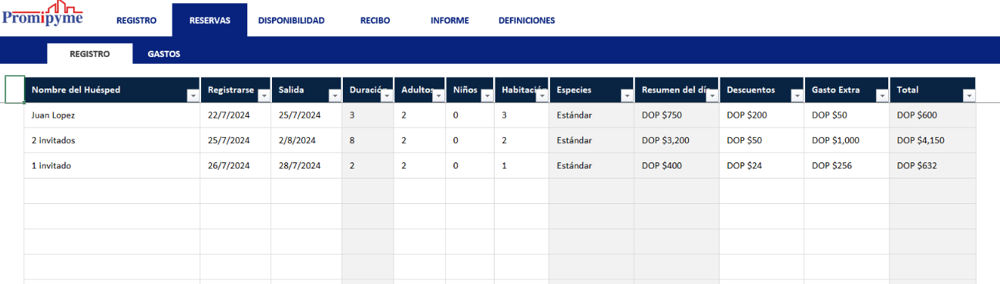 Promipyme
REGISTRO RESERVAS DISPONIBILIDAD RECIBO INFORME DEFINICIONES
REGISTRO GASTOS
Nombre del Huésped Registrarse Salida Duración Adultos Niños Habitación Especies Resumen del día Descuentos Gasto Extra Total
Juan Lopez 22/7/2024 25/7/2024 3 2 0 3 Estándar DOP $750 DOP $200 DOP $50 DOP $600
2 invitados 25/7/2024 2/8/2024 8 2 0 2 Estándar DOP $3,200 DOP $50 DOP $1,000 DOP $4,150
1 invitado 26/7/2024 28/7/2024 2 2 0 1 Estándar DOP $400 DOP $24 DOP $256 DOP $632